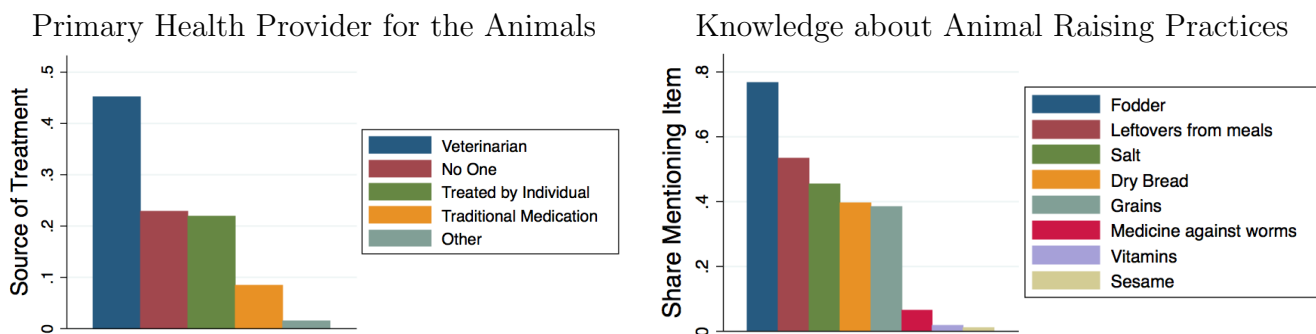 Primary Health Provider for the Animals
Source of Treatment
.5
.4
.3
.2
.1
0
Veterinarian
No One
Treated by Individual
Traditional Medication
Other
Knowledge about Animal Raising Practices
Share Mentioning Item
.8
.6
.4
.2
0
Fodder
Leftovers from meals
Salt
Dry Bread
Grains
Medicine against worms
Vitamins
Sesame